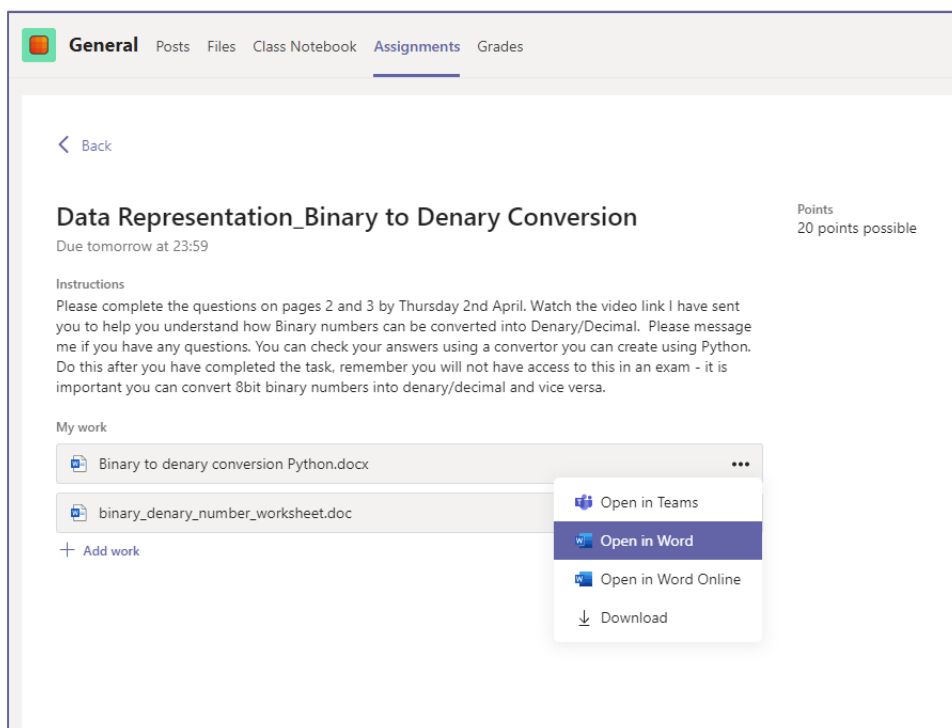 General Posts Files Class Notebook Assignments Grades
Back
Data Representation_Binary to Denary Conversion
Due tomorrow at 23:59
Points
20 points possible
Instructions
Please complete the questions on pages 2 and 3 by Thursday 2nd April. Watch the video link I have sent
you to help you understand how Binary numbers can be converted into Denary/Decimal.  Please message
me if you have any questions. You can check your answers using a convertor you can create using Python.
Do this after you have completed the task, remember you will not have access to this in an exam - it is
important you can convert 8bit binary numbers into denary/decimal and vice versa.
My work
Binary to denary conversion Python.docx
binary_denary_number_worksheet.doc
Add work
Open in Teams
Open in Word
Open in Word Online
Download